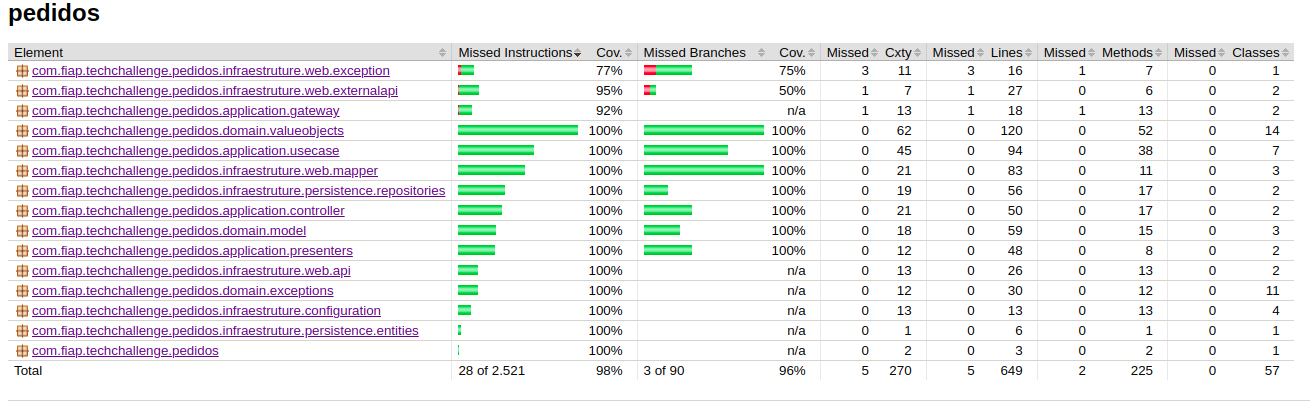 pedidos
Element Missed Instructions Cov. Missed Branches Cov. Missed Cxty Missed Lines Missed Methods Missed Classes
com.fiap.techchallenge.pedidos.infraestruture.web.exception 77% 75% 3 11 3 16 1 7 0 1
com.fiap.techchallenge.pedidos.infraestruture.web.externalapi 95% 50% 1 7 1 27 0 6 0 2
com.fiap.techchallenge.pedidos.application.gateway 92% n/a 1 13 1 18 1 13 0 2
com.fiap.techchallenge.pedidos.domain.valueobjects 100% 100% 0 62 0 120 0 52 0 14
com.fiap.techchallenge.pedidos.application.usecase 100% 100% 0 45 0 94 0 38 0 7
com.fiap.techchallenge.pedidos.infraestruture.web.mapper 100% 100% 0 21 0 83 0 11 0 3
com.fiap.techchallenge.pedidos.infraestruture.persistence.repositories 100% 100% 0 19 0 56 0 17 0 2
com.fiap.techchallenge.pedidos.application.controller 100% 100% 0 21 0 50 0 17 0 2
com.fiap.techchallenge.pedidos.domain.model 100% 100% 0 18 0 59 0 15 0 3
com.fiap.techchallenge.pedidos.application.presenters 100% 100% 0 12 0 48 0 8 0 2
com.fiap.techchallenge.pedidos.infraestruture.web.api 100% n/a 0 13 0 26 0 13 0 2
com.fiap.techchallenge.pedidos.domain.exceptions 100% n/a 0 12 0 30 0 12 0 11
com.fiap.techchallenge.pedidos.infraestruture.configuration 100% n/a 0 13 0 13 0 13 0 4
com.fiap.techchallenge.pedidos.infraestruture.persistence.entities 100% n/a 0 1 0 6 0 1 0 1
com.fiap.techchallenge.pedidos 100% n/a 0 2 0 3 0 2 0 1
Total 28 of 2.521 98% 3 of 90 96% 5 270 5 649 2 225 0 57